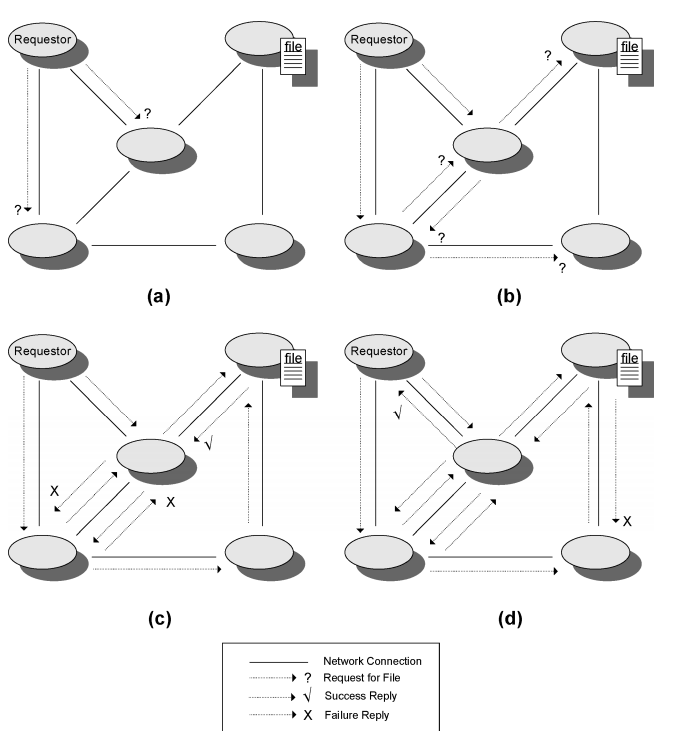 Requestor
file
?
?
(a)
Requestor
file
?
?
?
?
(b)
Requestor
file
√
X
X
(c)
Requestor
file
√
X
(d)
Network Connection
? Request for File
√ Success Reply
X Failure Reply